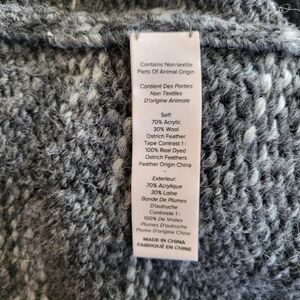 Contains Non-textile
Parts Of Animal Origin
Contient Des Parties
Non Textiles
D'origine Animale
Self:
70% Acrylic
30% Wool
Ostrich Feather
Tape Contrast 1 :
100% Real Dyed
Ostrich Feathers
Feather Origin China
–
Exterieur:
70% Acrylique
30% Laine
Bande De Plumes
D'autruche
Contraste 1 :
100% De Vraies
Plumes D'autruche
Plume D'origine Chine
MADE IN CHINA
FABRIQUÉ EN CHINE